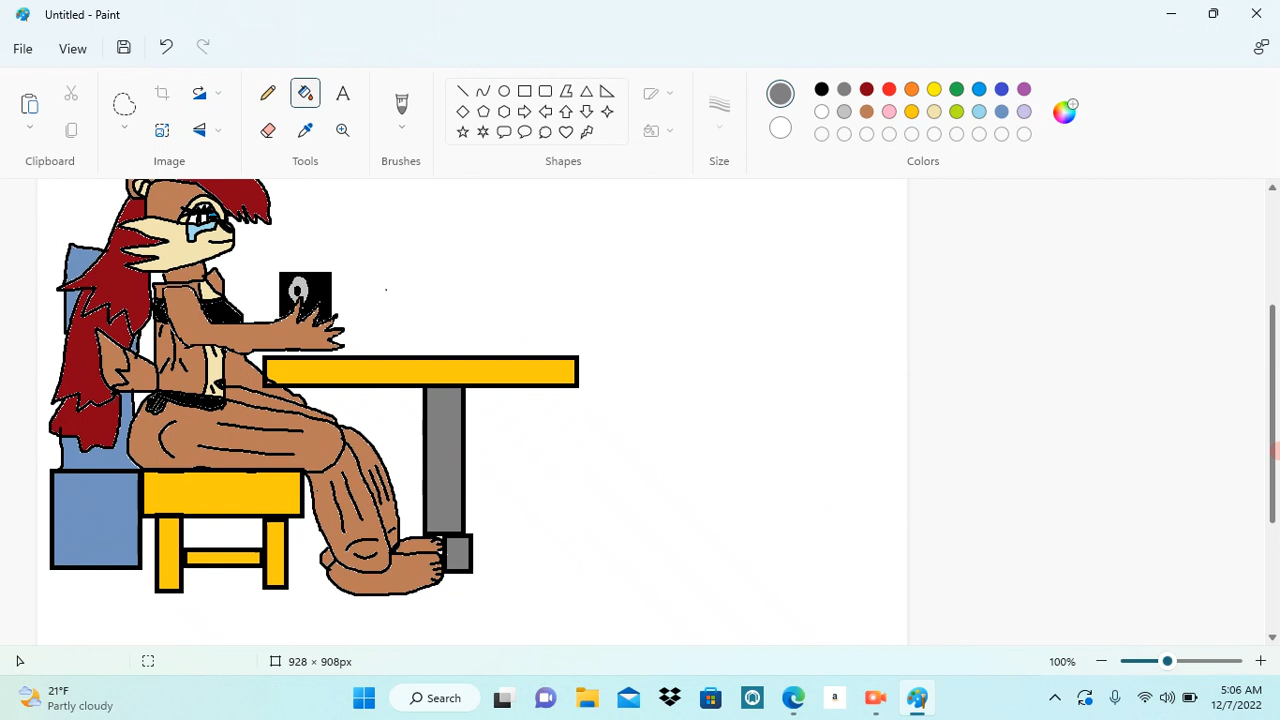 Untitled - Paint
File View
Clipboard Image Tools Brushes Shapes Size Colors
928 × 908px 100%
21°F
Partly cloudy
Search
a
5:06 AM
12/7/2022